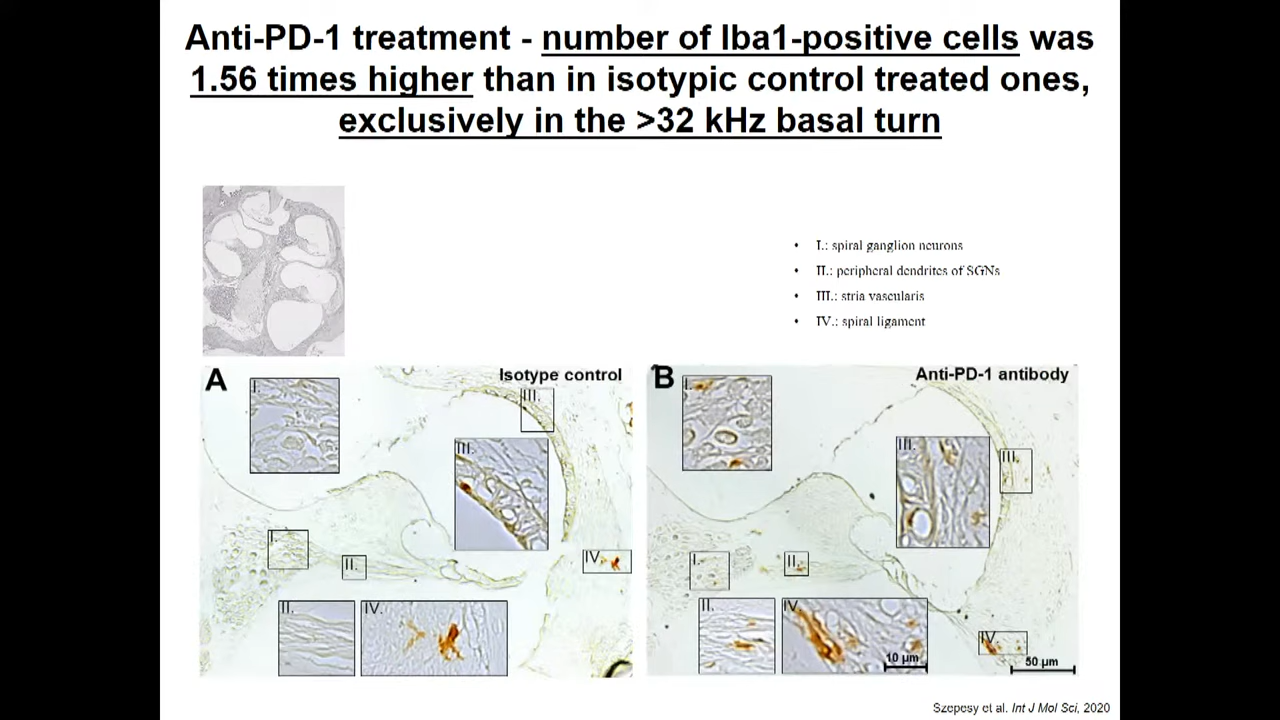 Anti-PD-1 treatment - number of Iba1-positive cells was
1.56 times higher than in isotypic control treated ones,
exclusively in the >32 kHz basal turn
• I.: spiral ganglion neurons
• II.: peripheral dendrites of SGNs
• III.: stria vascularis
• IV.: spiral ligament
A
Isotype control
I.
III.
III.
I.
II.
IV.
II.
IV.
B
Anti-PD-1 antibody
I.
III.
III.
I.
II.
II.
IV.
IV.
10 µm
50 µm
Szepesy et al. Int J Mol Sci, 2020